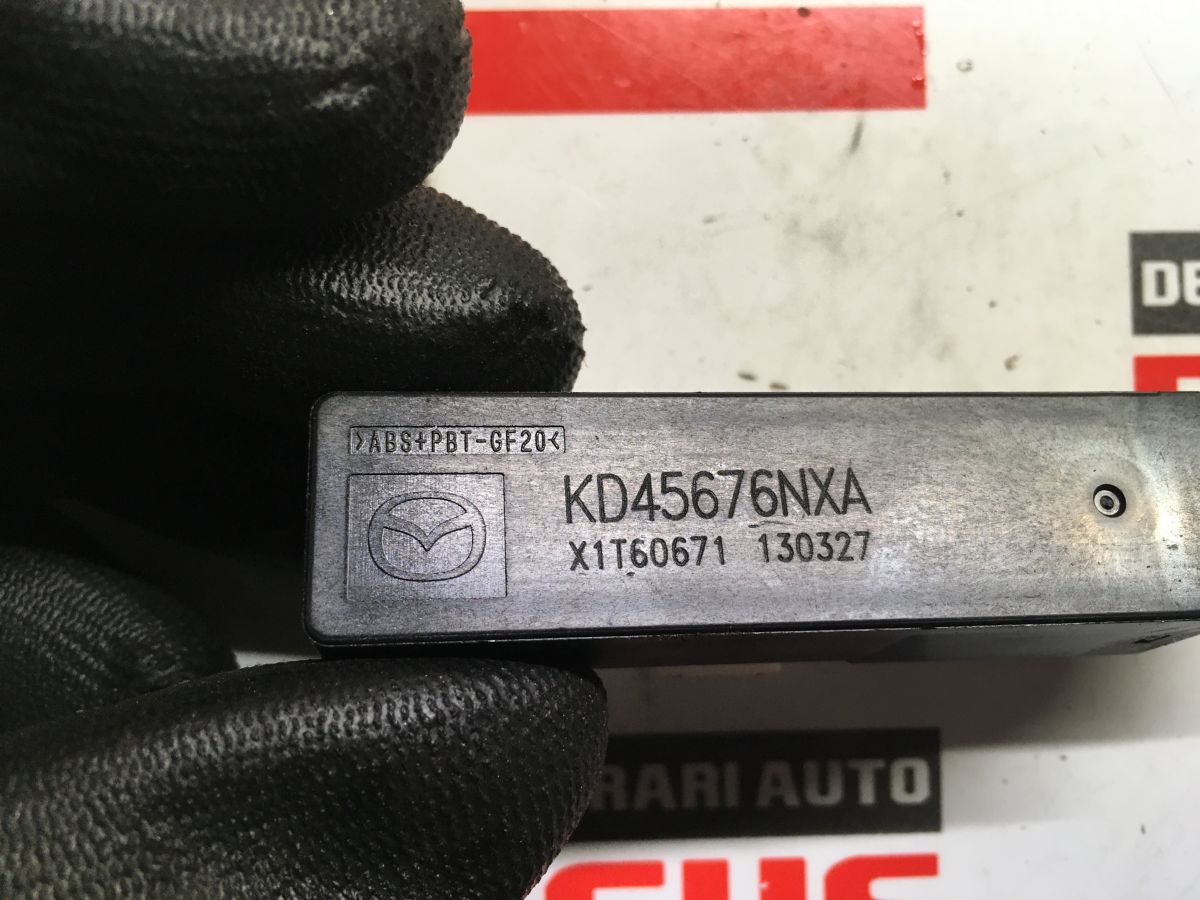 DE
>ABS+PBT-GF20<
KD45676NXA
X1T60671 130327
RARI AUTO